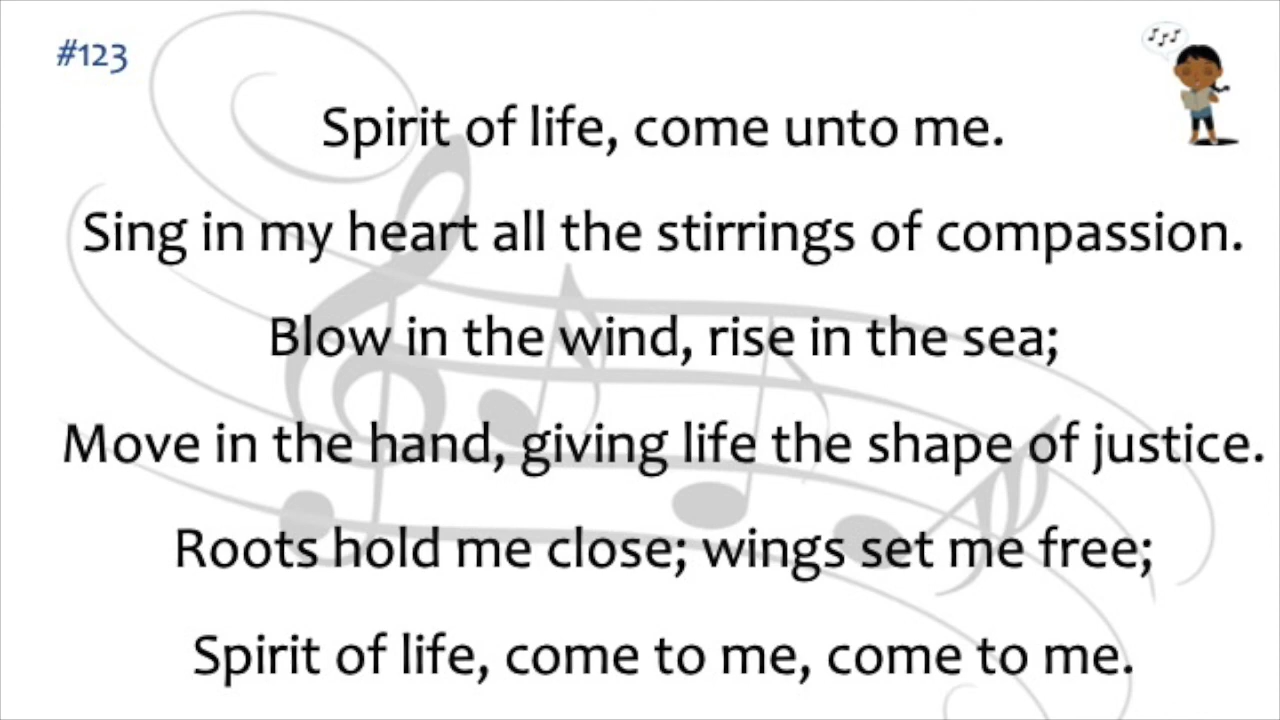 #123
Spirit of life, come unto me.
Sing in my heart all the stirrings of compassion.
Blow in the wind, rise in the sea;
Move in the hand, giving life the shape of justice.
Roots hold me close; wings set me free;
Spirit of life, come to me, come to me.